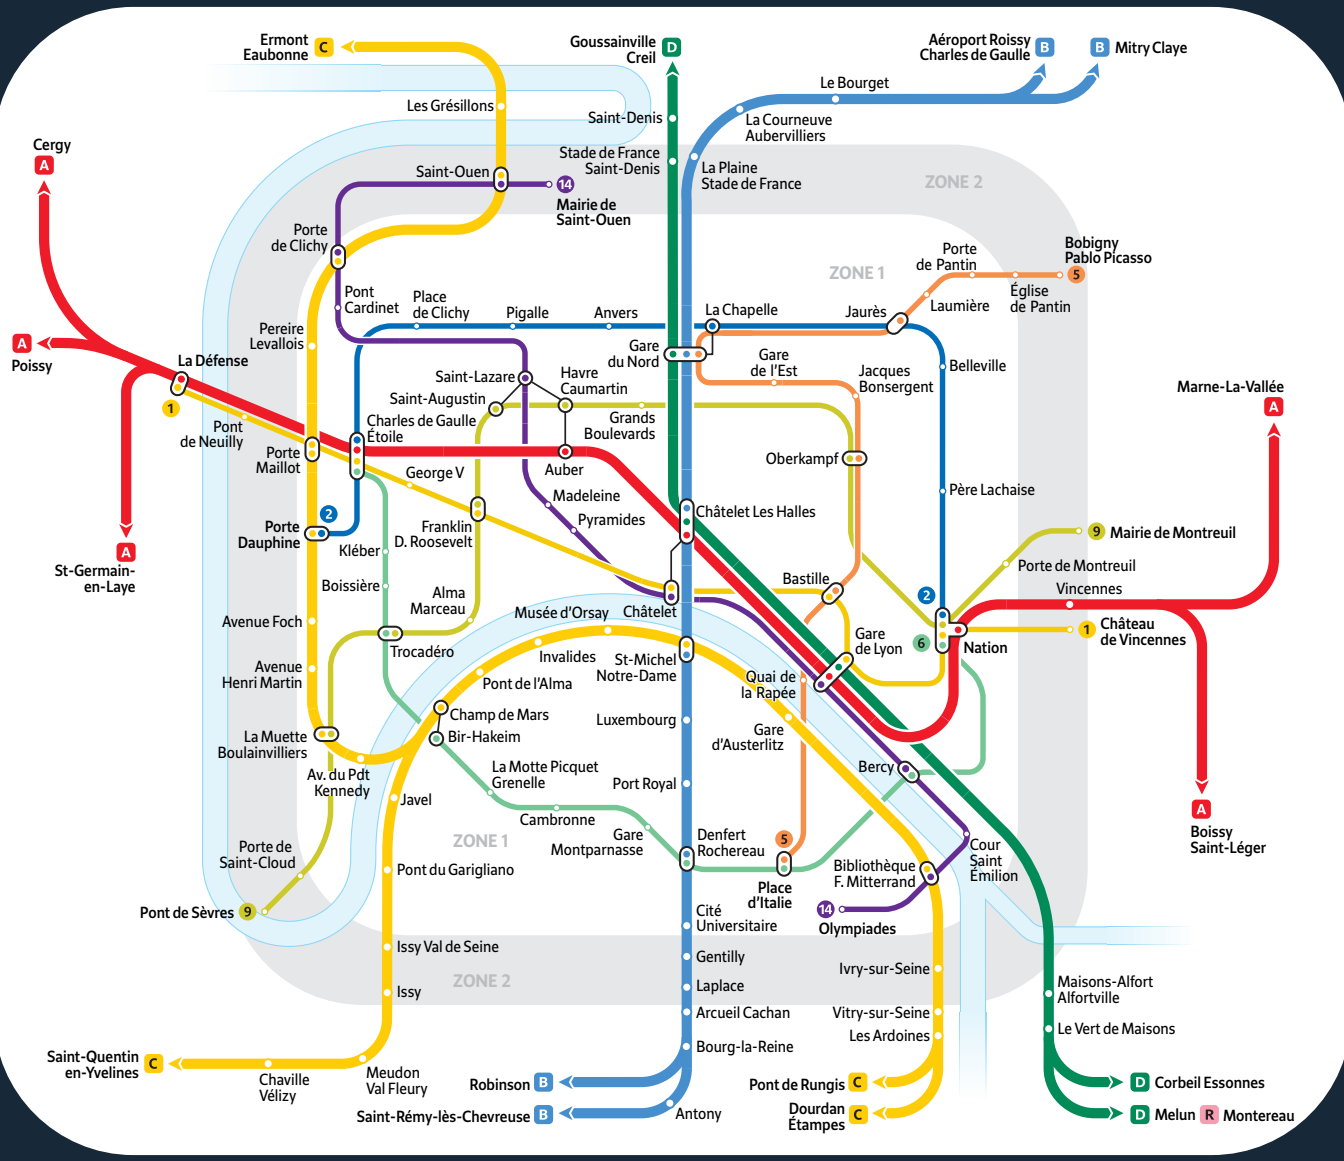 Ermont
Eaubonne
C
Goussainville
Creil
D
Aéroport Roissy
Charles de Gaulle
B
B
Mitry Claye
Le Bourget
Les Grésillons
Saint-Denis
La Courneuve
Aubervilliers
Cergy
A
Stade de France
Saint-Denis
La Plaine
Stade de France
ZONE 2
Saint-Ouen
14
Mairie de
Saint-Ouen
Porte
de Clichy
Porte
de Pantin
Bobigny
Pablo Picasso
5
ZONE 1
Laumière
Église
de Pantin
Pont
Cardinet
Place
de Clichy
Pigalle
Anvers
La Chapelle
Jaurès
Pereire
Levallois
Gare
du Nord
Gare
de l'Est
Jacques
Bonsergent
Belleville
A
Poissy
La Défense
1
Pont
de Neuilly
Saint-Lazare
Havre
Caumartin
Saint-Augustin
Marne-La-Vallée
A
Charles de Gaulle
Étoile
Grands
Boulevards
Porte
Maillot
George V
Auber
Oberkampf
Madeleine
Pyramides
Père Lachaise
Châtelet Les Halles
2
Porte
Dauphine
Franklin
D. Roosevelt
Kléber
9
Mairie de Montreuil
A
St-Germain-
en-Laye
Boissière
Alma
Marceau
Bastille
Porte de Montreuil
Vincennes
2
Musée d'Orsay
Châtelet
Avenue Foch
1
Château
de Vincennes
6
Nation
Trocadéro
Invalides
St-Michel
Notre-Dame
Gare
de Lyon
Avenue
Henri Martin
Pont de l'Alma
Quai de
la Rapée
Champ de Mars
Luxembourg
Gare
d'Austerlitz
La Muette
Boulainvilliers
Bir-Hakeim
Av. du Pdt
Kennedy
La Motte Picquet
Grenelle
Port Royal
Bercy
Javel
Cambronne
A
Boissy
Saint-Léger
ZONE 1
Gare
Montparnasse
Denfert
Rochereau
5
Place
d'Italie
Porte de
Saint-Cloud
Pont du Garigliano
Cour
Saint
Émilion
Bibliothèque
F. Mitterrand
Pont de Sèvres
9
14
Olympiades
Cité
Universitaire
Issy Val de Seine
Gentilly
Ivry-sur-Seine
ZONE 2
Issy
Laplace
Maisons-Alfort
Alfortville
Arcueil Cachan
Vitry-sur-Seine
Les Ardoines
Le Vert de Maisons
Bourg-la-Reine
Saint-Quentin
en-Yvelines
C
Chaville
Vélizy
Meudon
Val Fleury
Robinson
B
Pont de Rungis
C
D
Corbeil Essonnes
Saint-Rémy-lès-Chevreuse
B
Antony
Dourdan
Étampes
C
D
Melun
R
Montereau